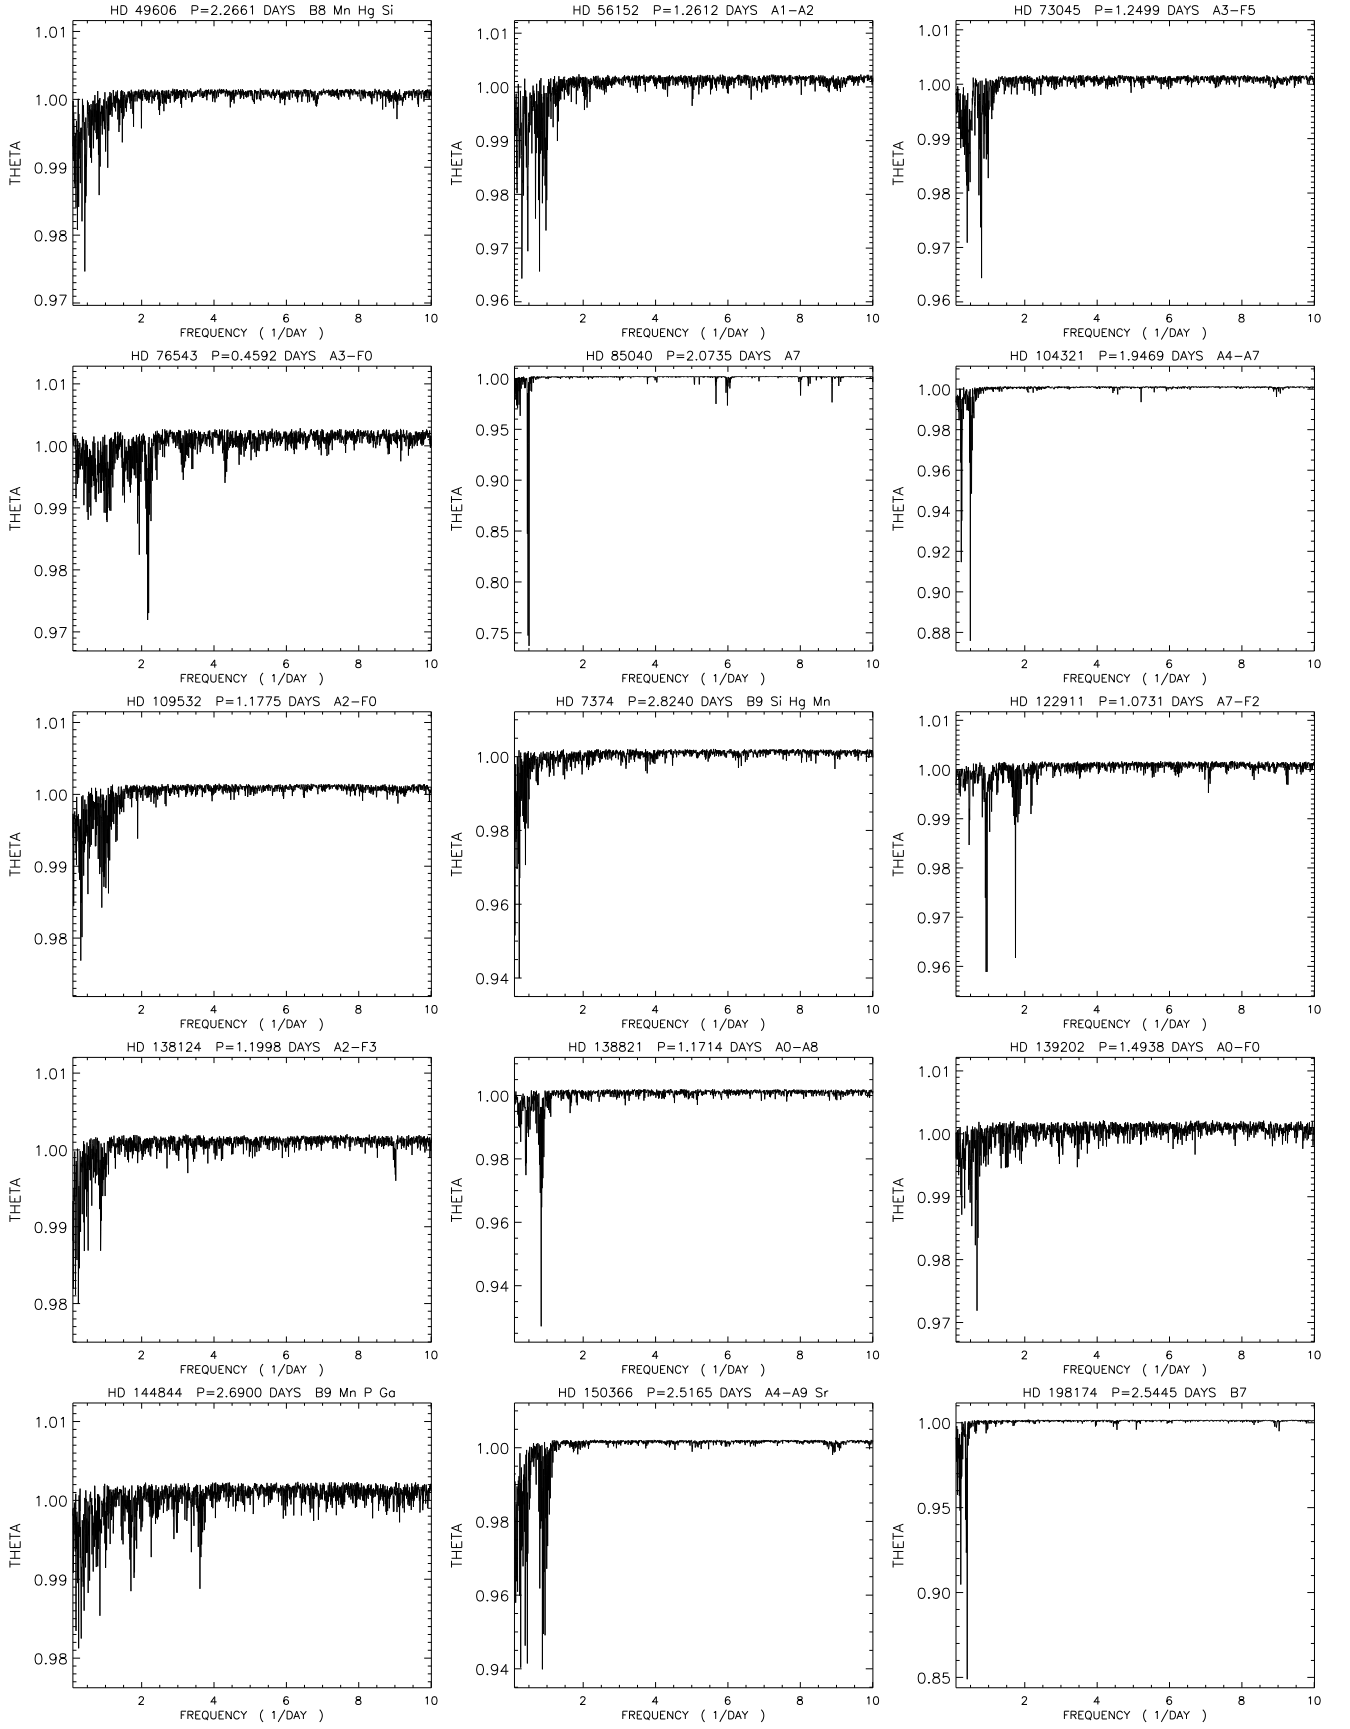 HD 49606 P=2.2661 DAYS B8 Mn Hg Si
1.01
1.00
0.99
0.98
0.97
THETA
2 4 6 8 10
FREQUENCY ( 1/DAY )
HD 56152 P=1.2612 DAYS A1-A2
1.01
1.00
0.99
0.98
0.97
0.96
THETA
2 4 6 8 10
FREQUENCY ( 1/DAY )
HD 73045 P=1.2499 DAYS A3-F5
1.01
1.00
0.99
0.98
0.97
0.96
THETA
2 4 6 8 10
FREQUENCY ( 1/DAY )
HD 76543 P=0.4592 DAYS A3-F0
1.01
1.00
0.99
0.98
0.97
THETA
2 4 6 8 10
FREQUENCY ( 1/DAY )
HD 85040 P=2.0735 DAYS A7
1.00
0.95
0.90
0.85
0.80
0.75
THETA
2 4 6 8 10
FREQUENCY ( 1/DAY )
HD 104321 P=1.9469 DAYS A4-A7
1.00
0.98
0.96
0.94
0.92
0.90
0.88
THETA
2 4 6 8 10
FREQUENCY ( 1/DAY )
HD 109532 P=1.1775 DAYS A2-F0
1.01
1.00
0.99
0.98
THETA
2 4 6 8 10
FREQUENCY ( 1/DAY )
HD 7374 P=2.8240 DAYS B9 Si Hg Mn
1.00
0.98
0.96
0.94
THETA
2 4 6 8 10
FREQUENCY ( 1/DAY )
HD 122911 P=1.0731 DAYS A7-F2
1.01
1.00
0.99
0.98
0.97
0.96
THETA
2 4 6 8 10
FREQUENCY ( 1/DAY )
HD 138124 P=1.1998 DAYS A2-F3
1.01
1.00
0.99
0.98
THETA
2 4 6 8 10
FREQUENCY ( 1/DAY )
HD 138821 P=1.1714 DAYS A0-A8
1.00
0.98
0.96
0.94
THETA
2 4 6 8 10
FREQUENCY ( 1/DAY )
HD 139202 P=1.4938 DAYS A0-F0
1.01
1.00
0.99
0.98
0.97
THETA
2 4 6 8 10
FREQUENCY ( 1/DAY )
HD 144844 P=2.6900 DAYS B9 Mn P Ga
1.01
1.00
0.99
0.98
THETA
2 4 6 8 10
FREQUENCY ( 1/DAY )
HD 150366 P=2.5165 DAYS A4-A9 Sr
1.00
0.98
0.96
0.94
THETA
2 4 6 8 10
FREQUENCY ( 1/DAY )
HD 198174 P=2.5445 DAYS B7
1.00
0.95
0.90
0.85
THETA
2 4 6 8 10
FREQUENCY ( 1/DAY )